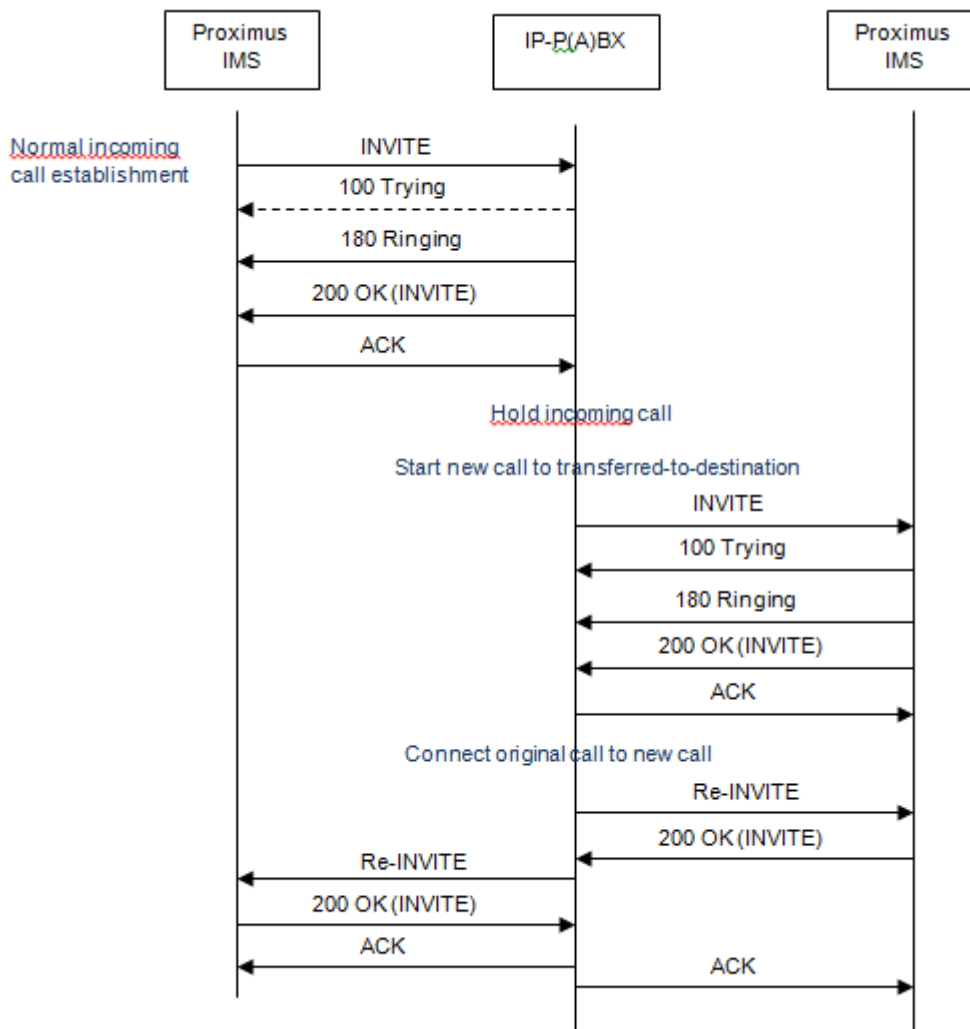 Proximus
IMS
IP-P(A)BX
Proximus
IMS
Normal incoming
call establishment
INVITE
100 Trying
180 Ringing
200 OK (INVITE)
ACK
Hold incoming call
Start new call to transferred-to-destination
INVITE
100 Trying
180 Ringing
200 OK (INVITE)
ACK
Connect original call to new call
Re-INVITE
200 OK (INVITE)
Re-INVITE
200 OK (INVITE)
ACK
ACK